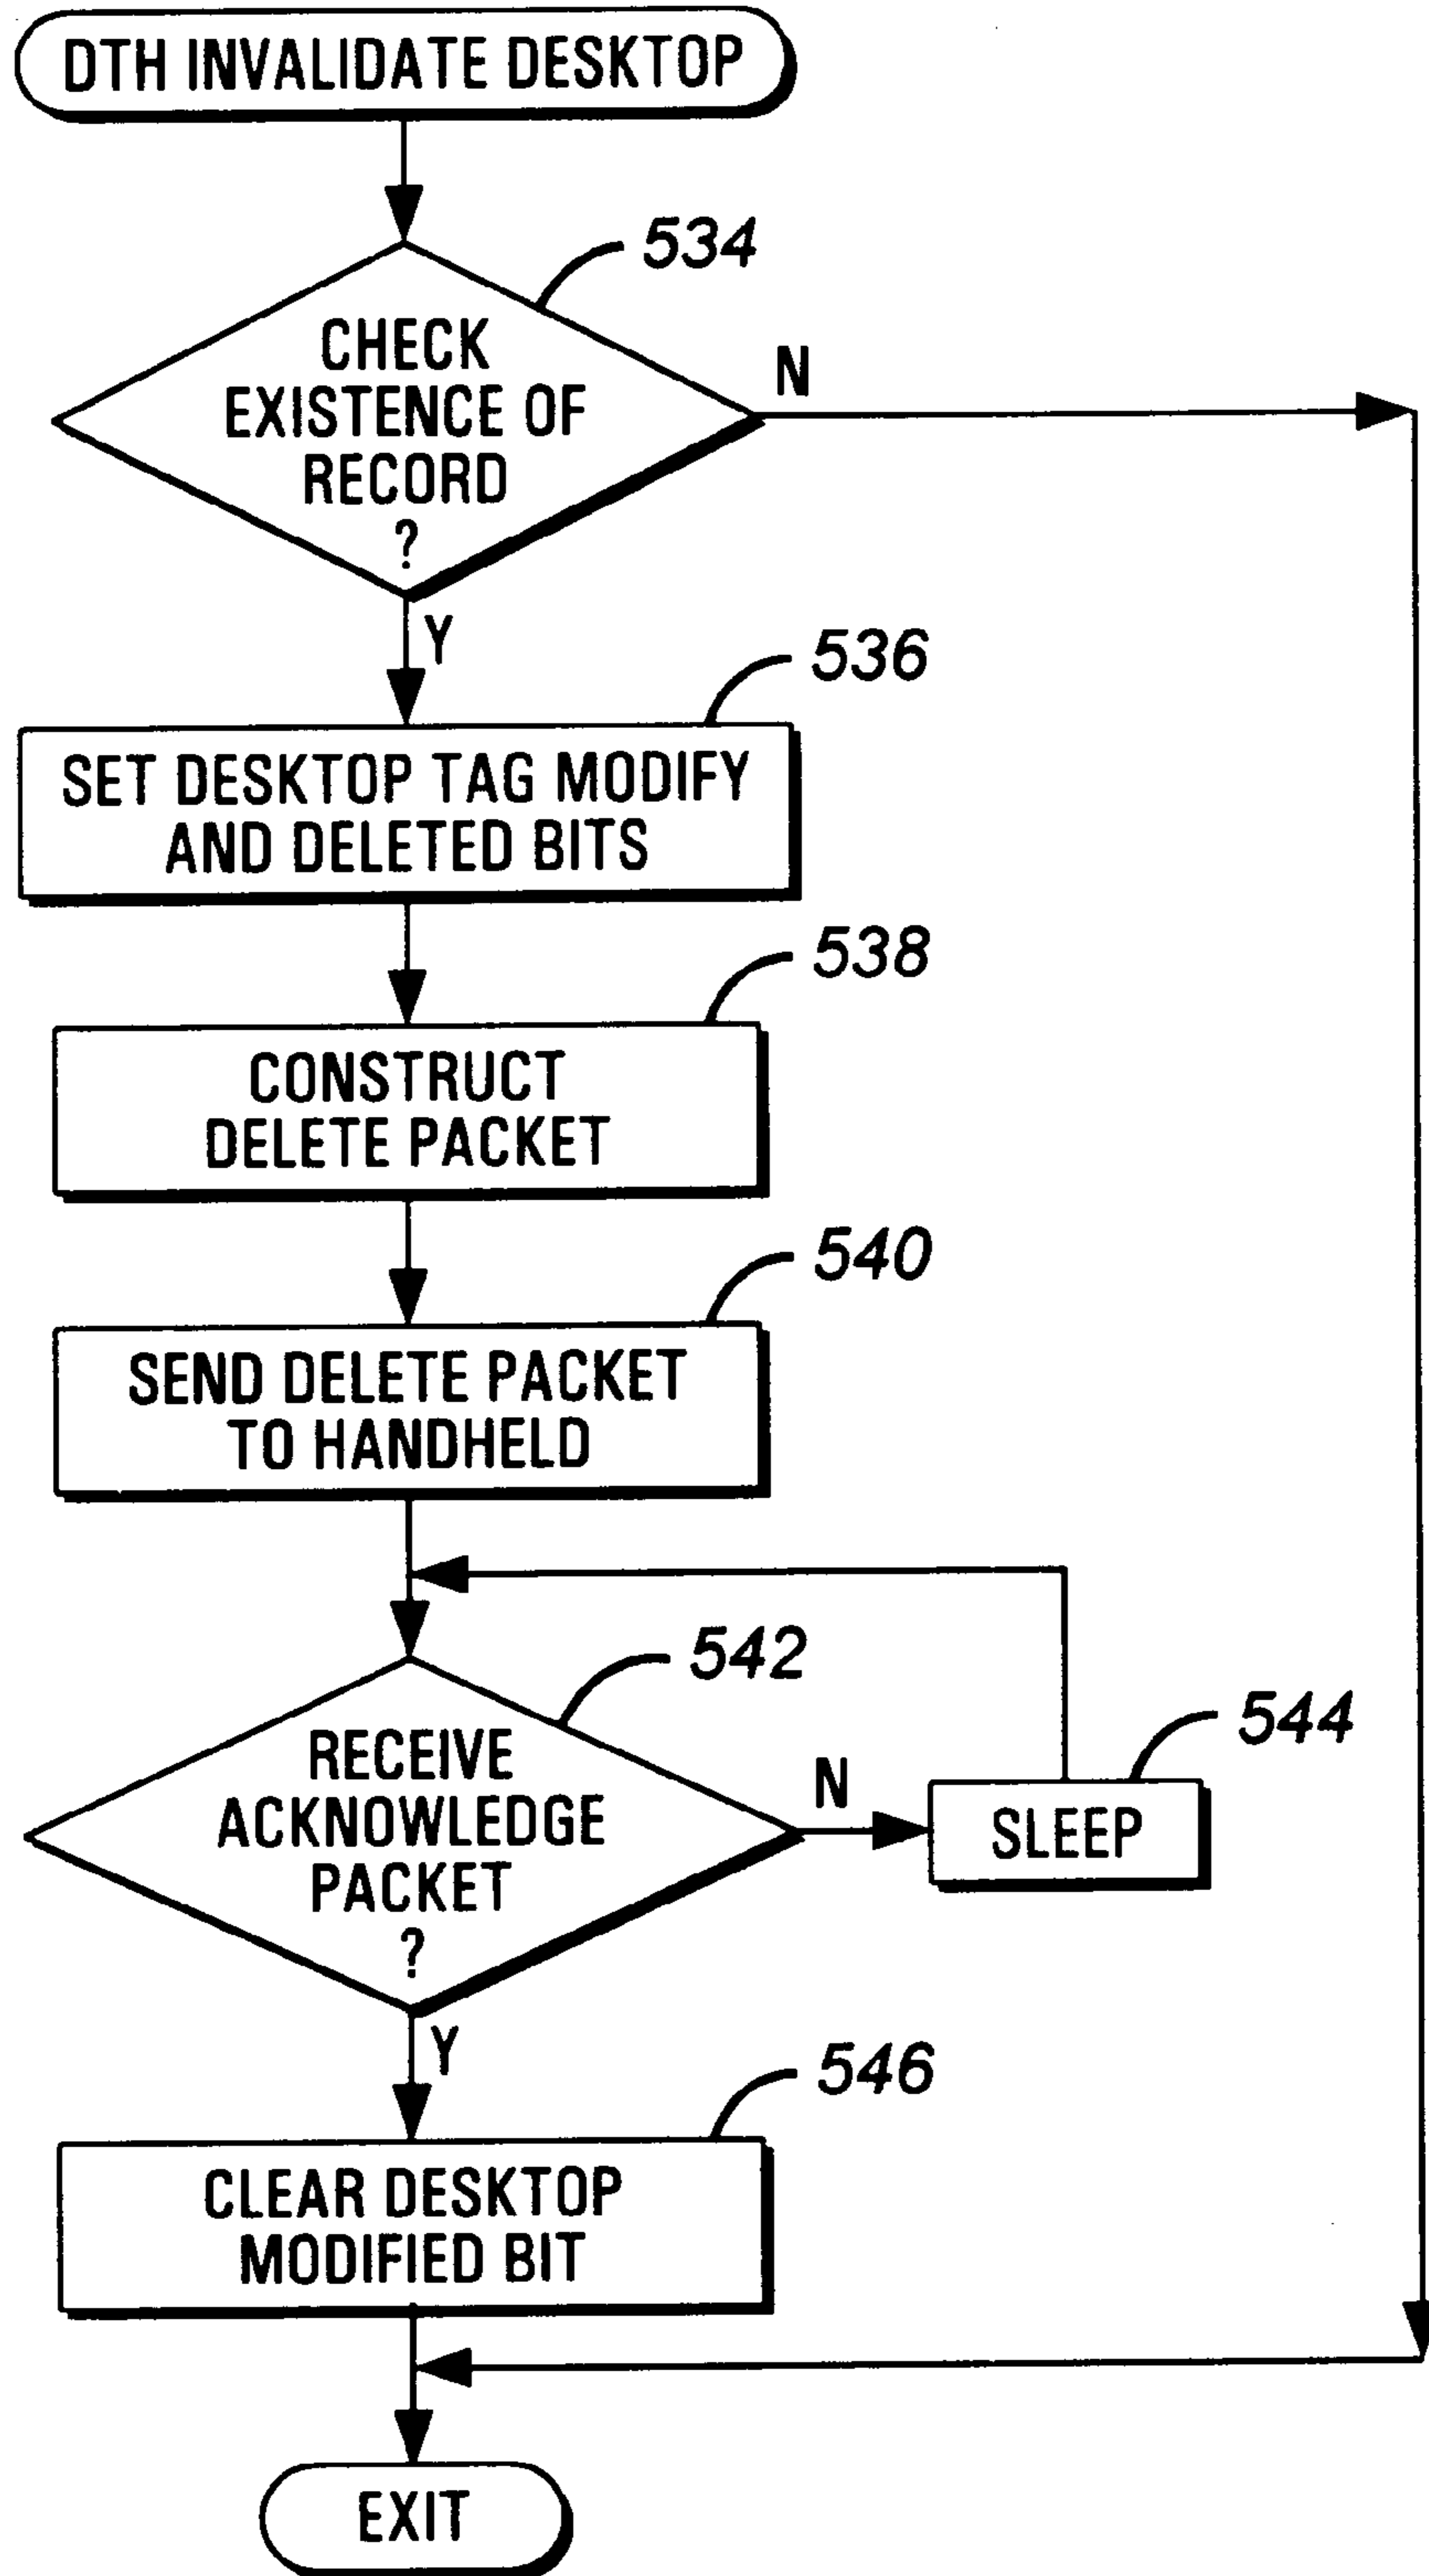 DTH INVALIDATE DESKTOP
534
CHECK
EXISTENCE OF
RECORD
?
N
Y
536
SET DESKTOP TAG MODIFY
AND DELETED BITS
538
CONSTRUCT
DELETE PACKET
540
SEND DELETE PACKET
TO HANDHELD
542
RECEIVE
ACKNOWLEDGE
PACKET
?
N
544
SLEEP
Y
546
CLEAR DESKTOP
MODIFIED BIT
EXIT